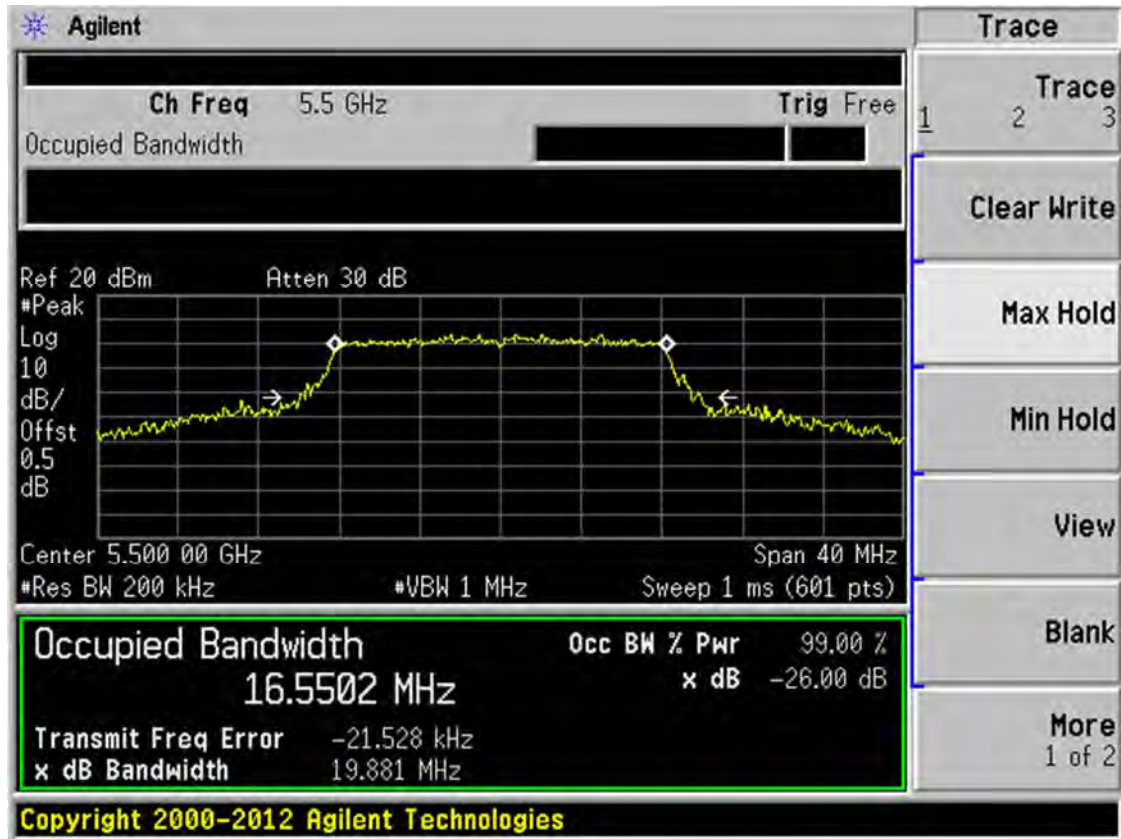 Agilent
Trace
Ch Freq 5.5 GHz Trig Free
Occupied Bandwidth
Trace
1 2 3
Clear Write
Max Hold
Min Hold
View
Blank
More
1 of 2
Ref 20 dBm Atten 30 dB
#Peak
Log
10
dB/
Offst
0.5
dB
Center 5.500 00 GHz Span 40 MHz
#Res BW 200 kHz #VBW 1 MHz Sweep 1 ms (601 pts)
Occupied Bandwidth
16.5502 MHz
Occ BW % Pwr 99.00 %
x dB -26.00 dB
Transmit Freq Error -21.528 kHz
x dB Bandwidth 19.881 MHz
Copyright 2000-2012 Agilent Technologies